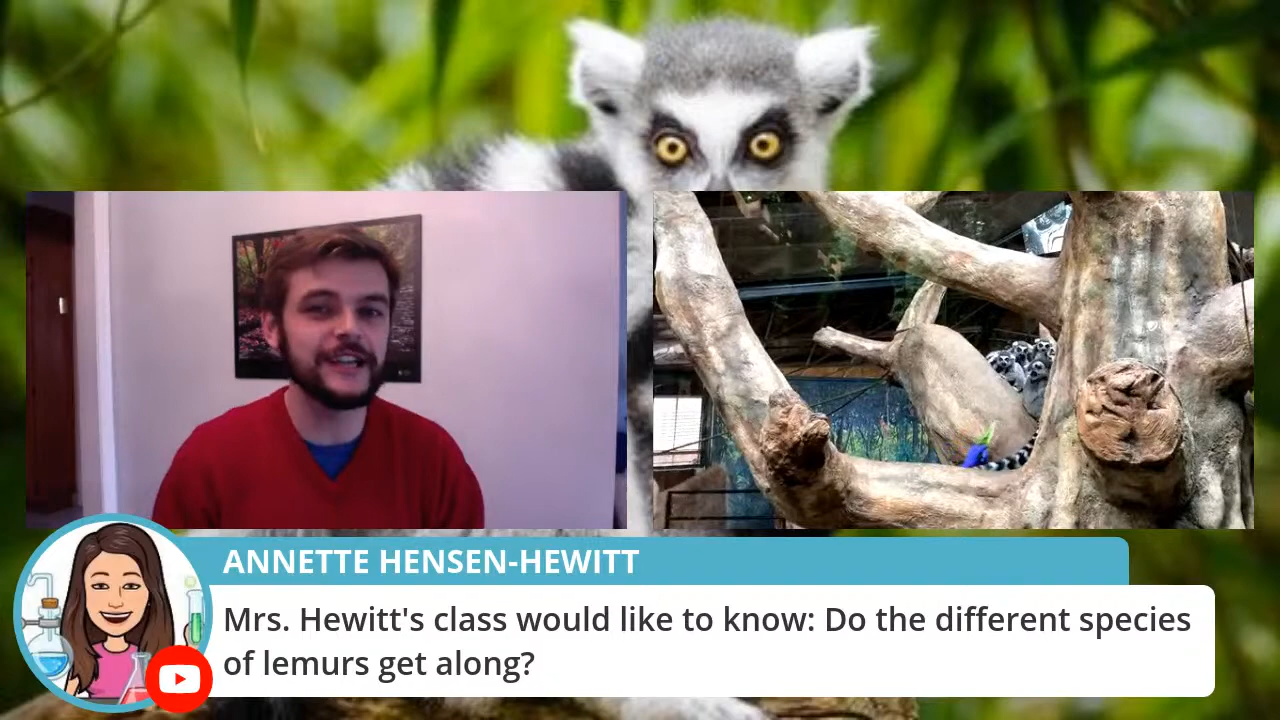 ANNETTE HENSEN-HEWITT
Mrs. Hewitt's class would like to know: Do the different species
of lemurs get along?